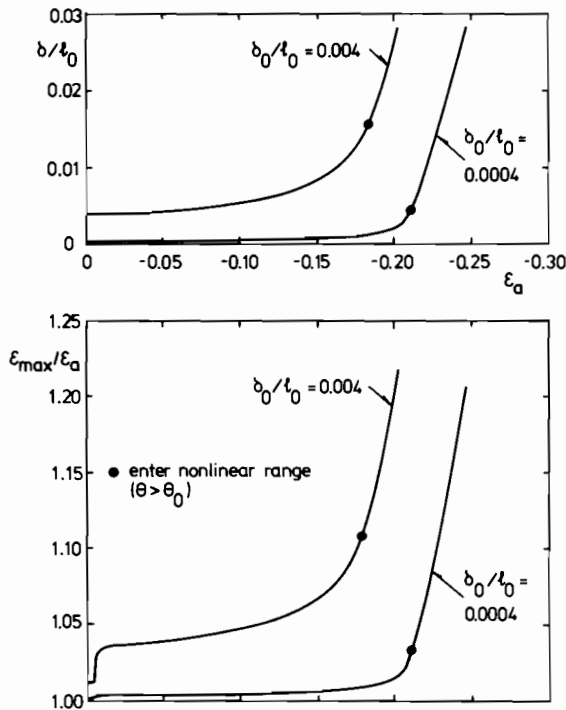 0.03
δ/ℓ₀
δ₀/ℓ₀ = 0.004
0.02
δ₀/ℓ₀ =
0.0004
0.01
0
0 -0.05 -0.10 -0.15 -0.20 -0.25 -0.30
εₐ
1.25
ε_max/εₐ
δ₀/ℓ₀ = 0.004
1.20
1.15
● enter nonlinear range
(θ > θ₀)
1.10
δ₀/ℓ₀ =
0.0004
1.05
1.00